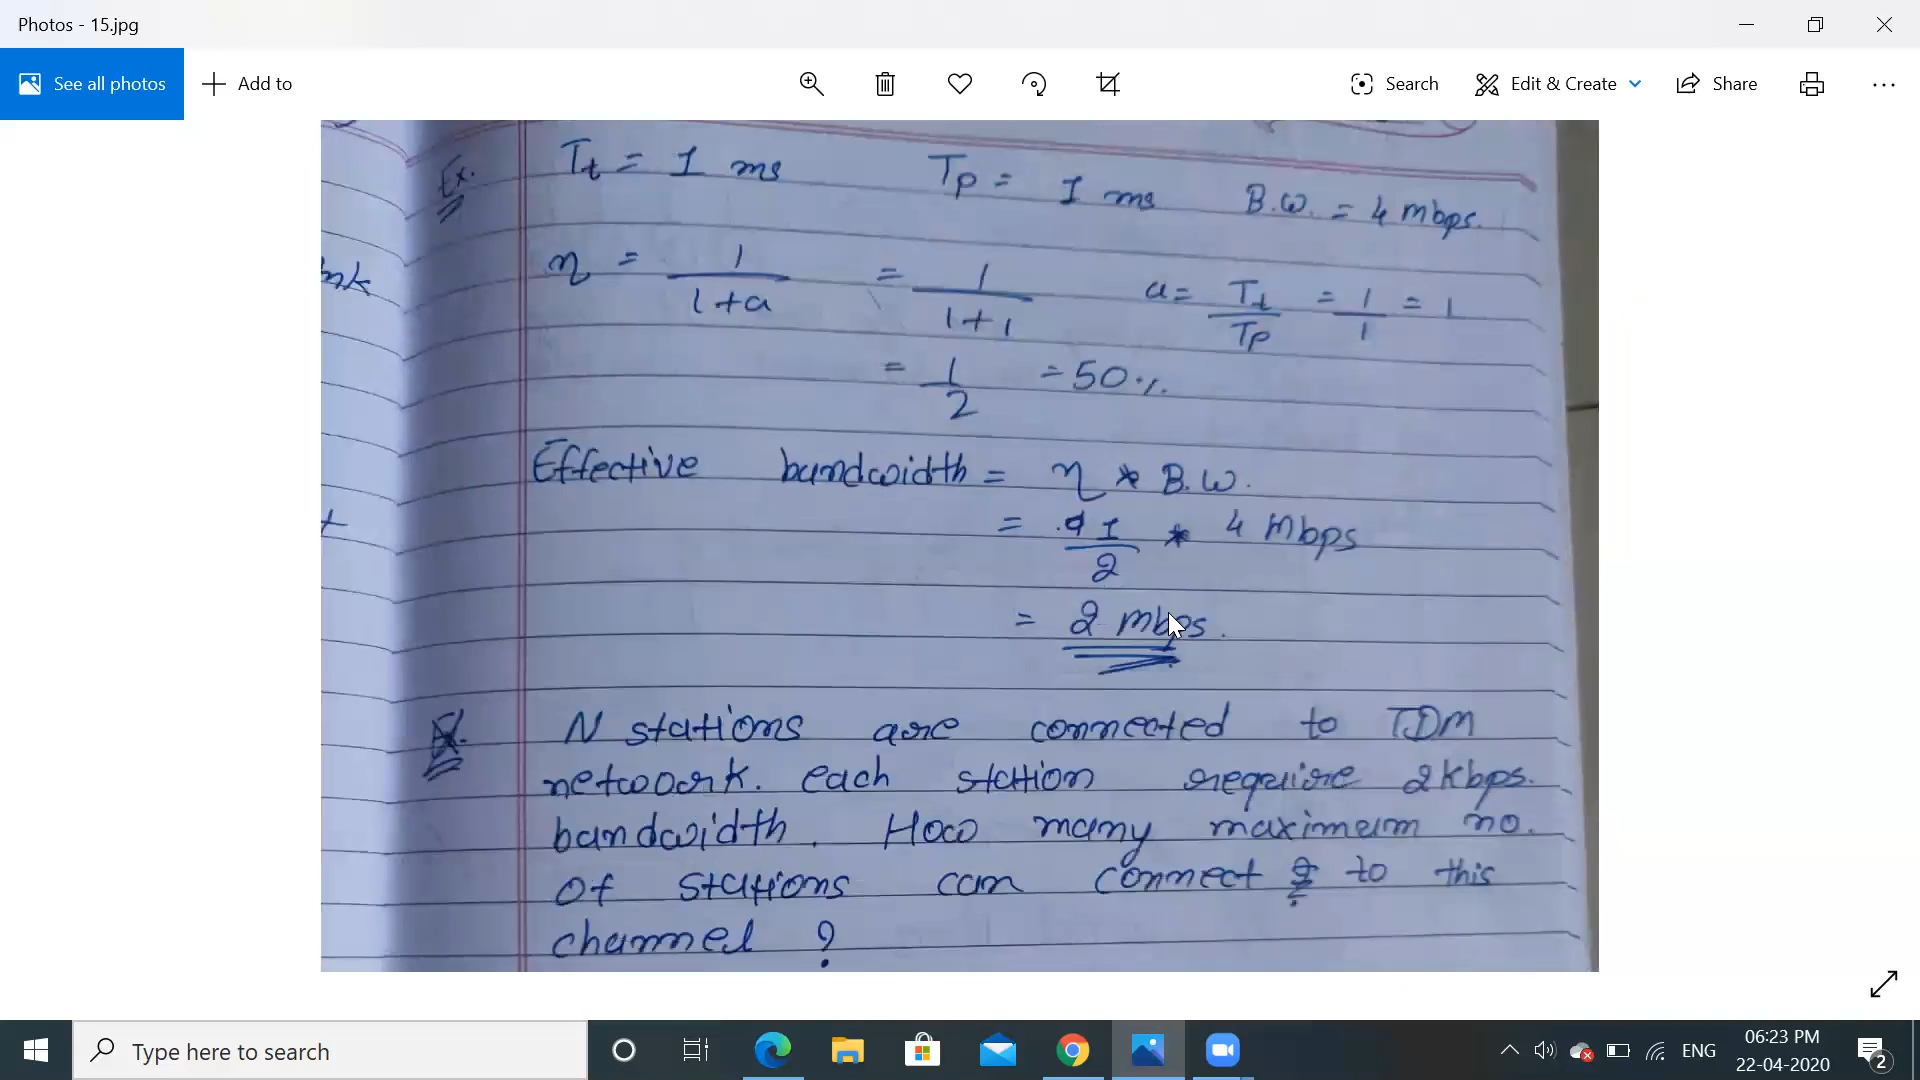 Photos - 15.jpg
See all photos
Add to
Search
Edit & Create
Share
Ex. Tt = 1 ms Tp = 1 ms B.W. = 4 mbps.
η = 1/1+a = 1/1+1 a = Tt/Tp = 1/1 = 1
= 1/2 = 50%
Effective bandwidth = η * B.W.
= 1/2 * 4 Mbps
= 2 mbps.
N stations are connected to TDM
network. each station require 2kbps.
bandwidth. How many maximum no.
of stations can connect to this
channel ?
Type here to search
ENG
06:23 PM
22-04-2020
2